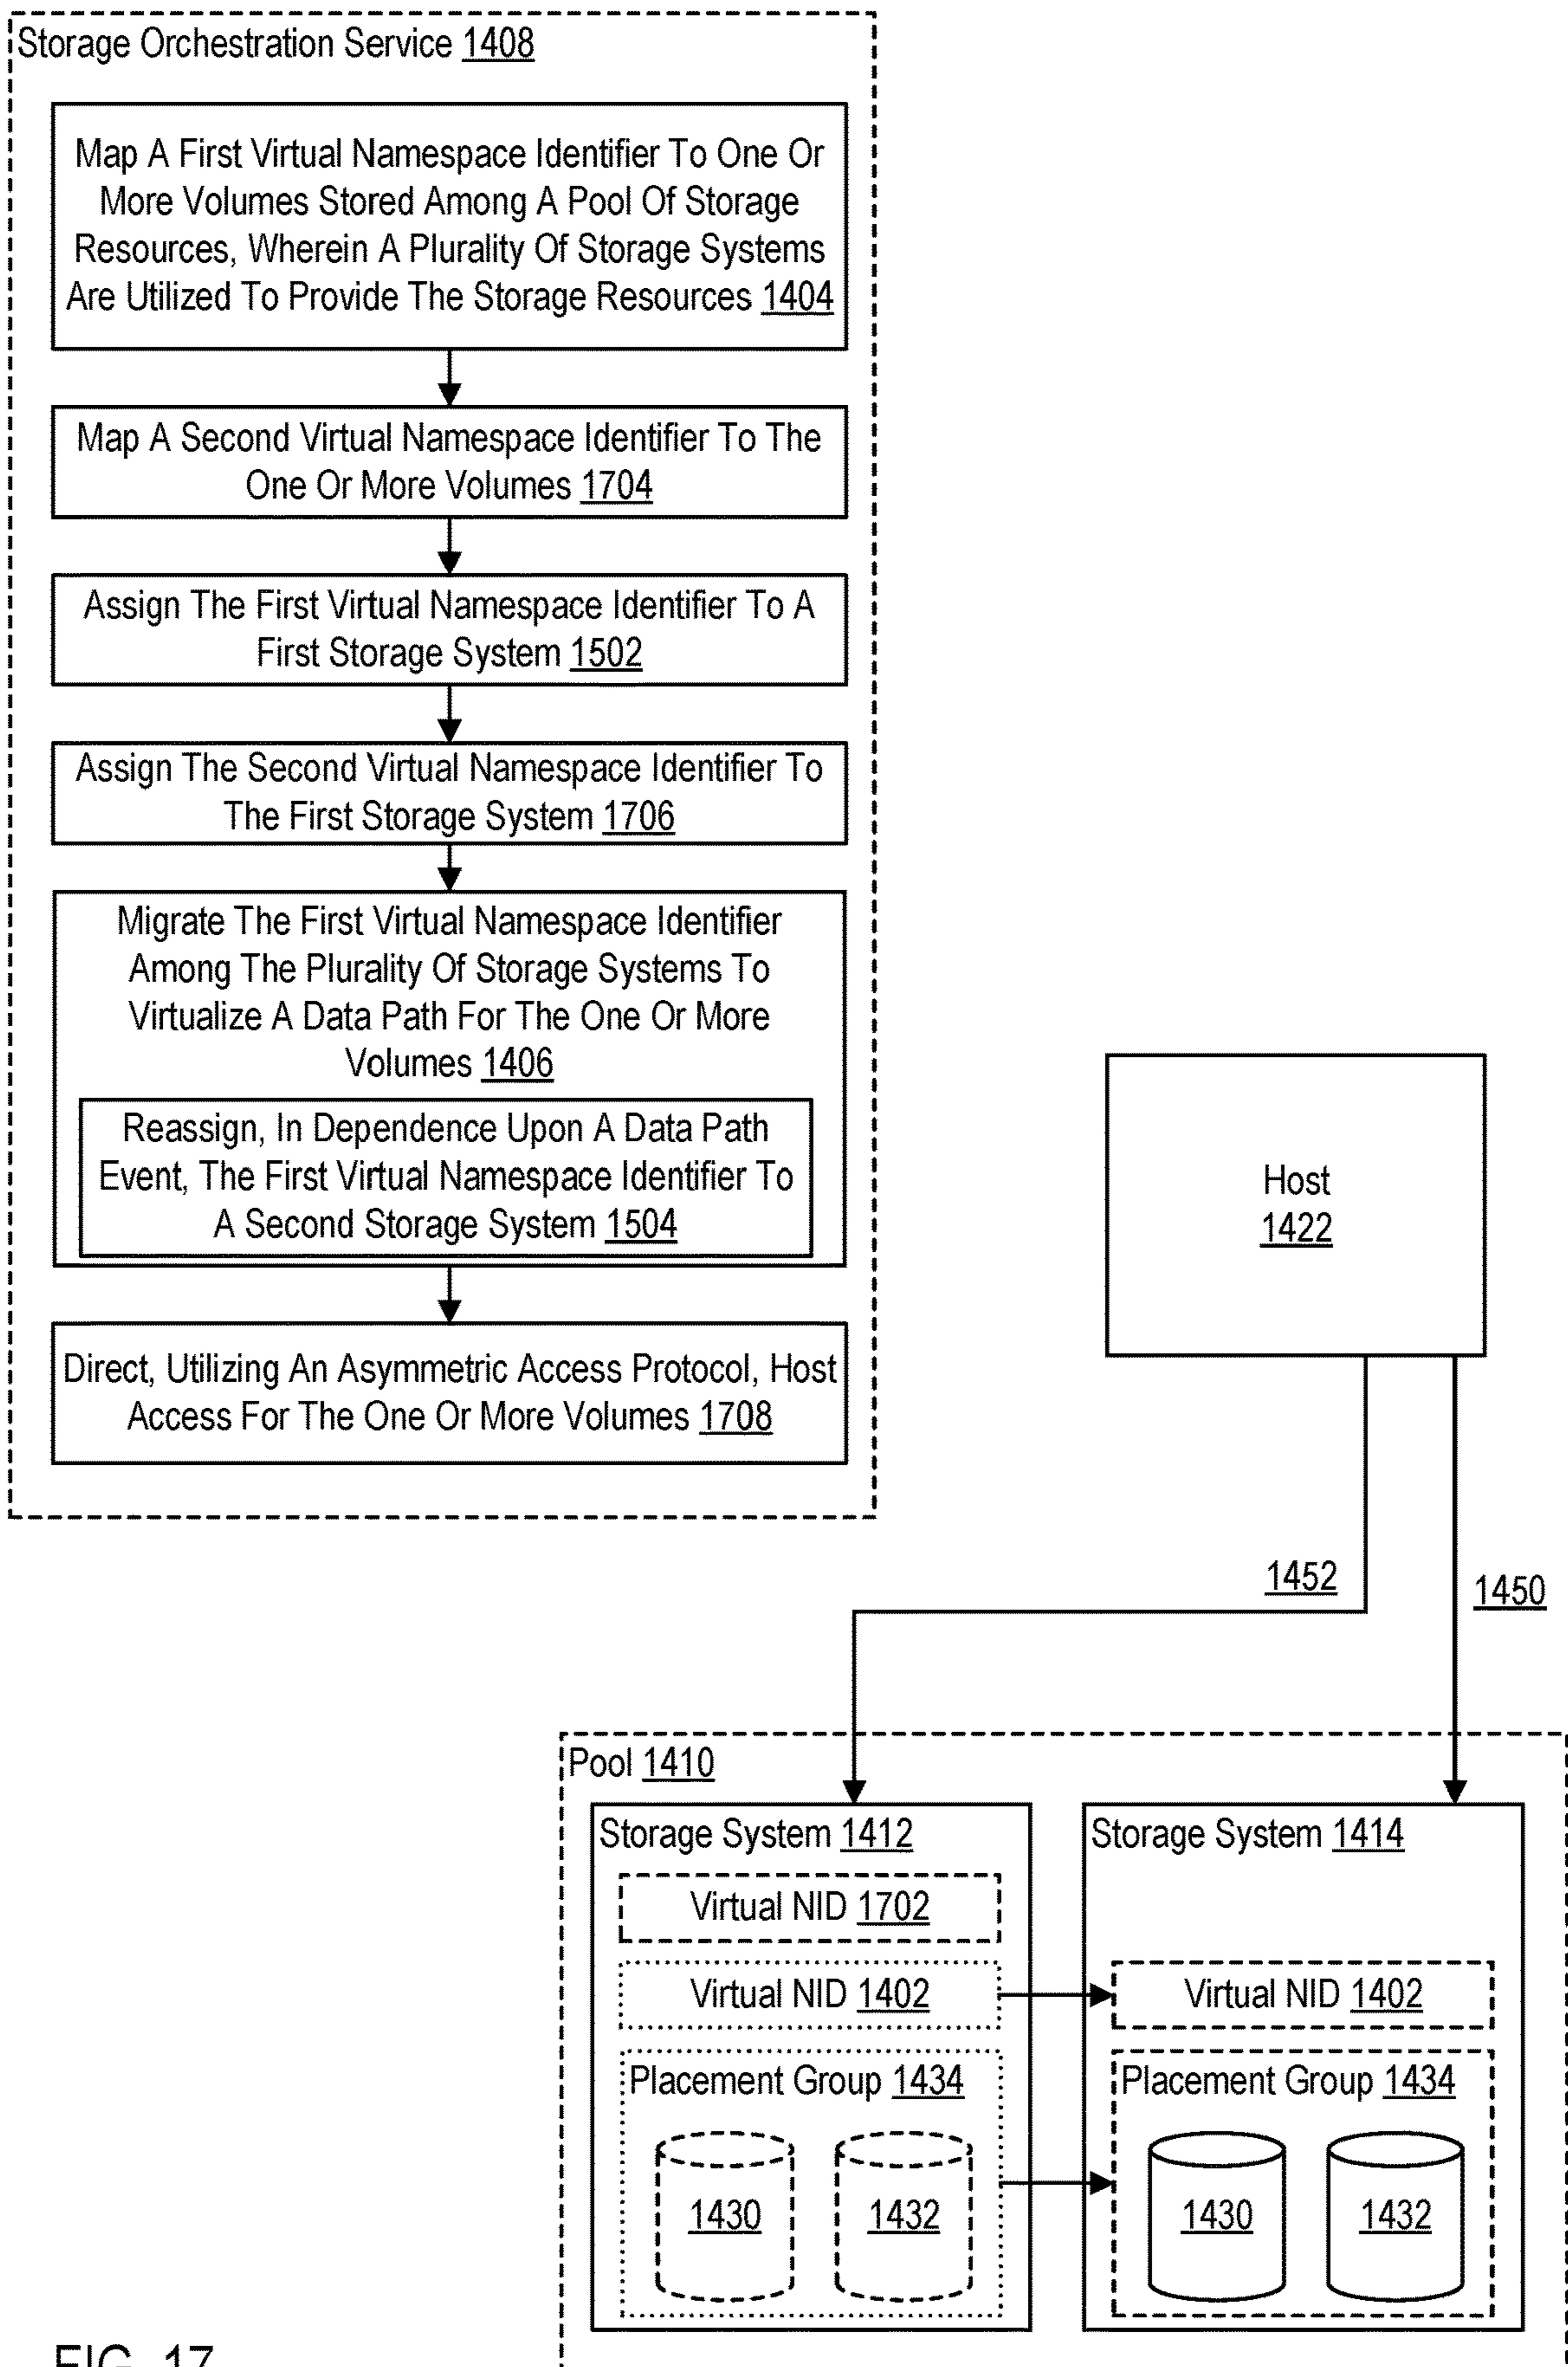 Storage Orchestration Service 1408
Map A First Virtual Namespace Identifier To One Or
More Volumes Stored Among A Pool Of Storage
Resources, Wherein A Plurality Of Storage Systems
Are Utilized To Provide The Storage Resources 1404
Map A Second Virtual Namespace Identifier To The
One Or More Volumes 1704
Assign The First Virtual Namespace Identifier To A
First Storage System 1502
Assign The Second Virtual Namespace Identifier To
The First Storage System 1706
Migrate The First Virtual Namespace Identifier
Among The Plurality Of Storage Systems To
Virtualize A Data Path For The One Or More
Volumes 1406
Reassign, In Dependence Upon A Data Path
Event, The First Virtual Namespace Identifier To
A Second Storage System 1504
Direct, Utilizing An Asymmetric Access Protocol, Host
Access For The One Or More Volumes 1708
Host
1422
1452
1450
Pool 1410
Storage System 1412
Virtual NID 1702
Virtual NID 1402
Placement Group 1434
1430
1432
Storage System 1414
Virtual NID 1402
Placement Group 1434
1430
1432
FIG. 17